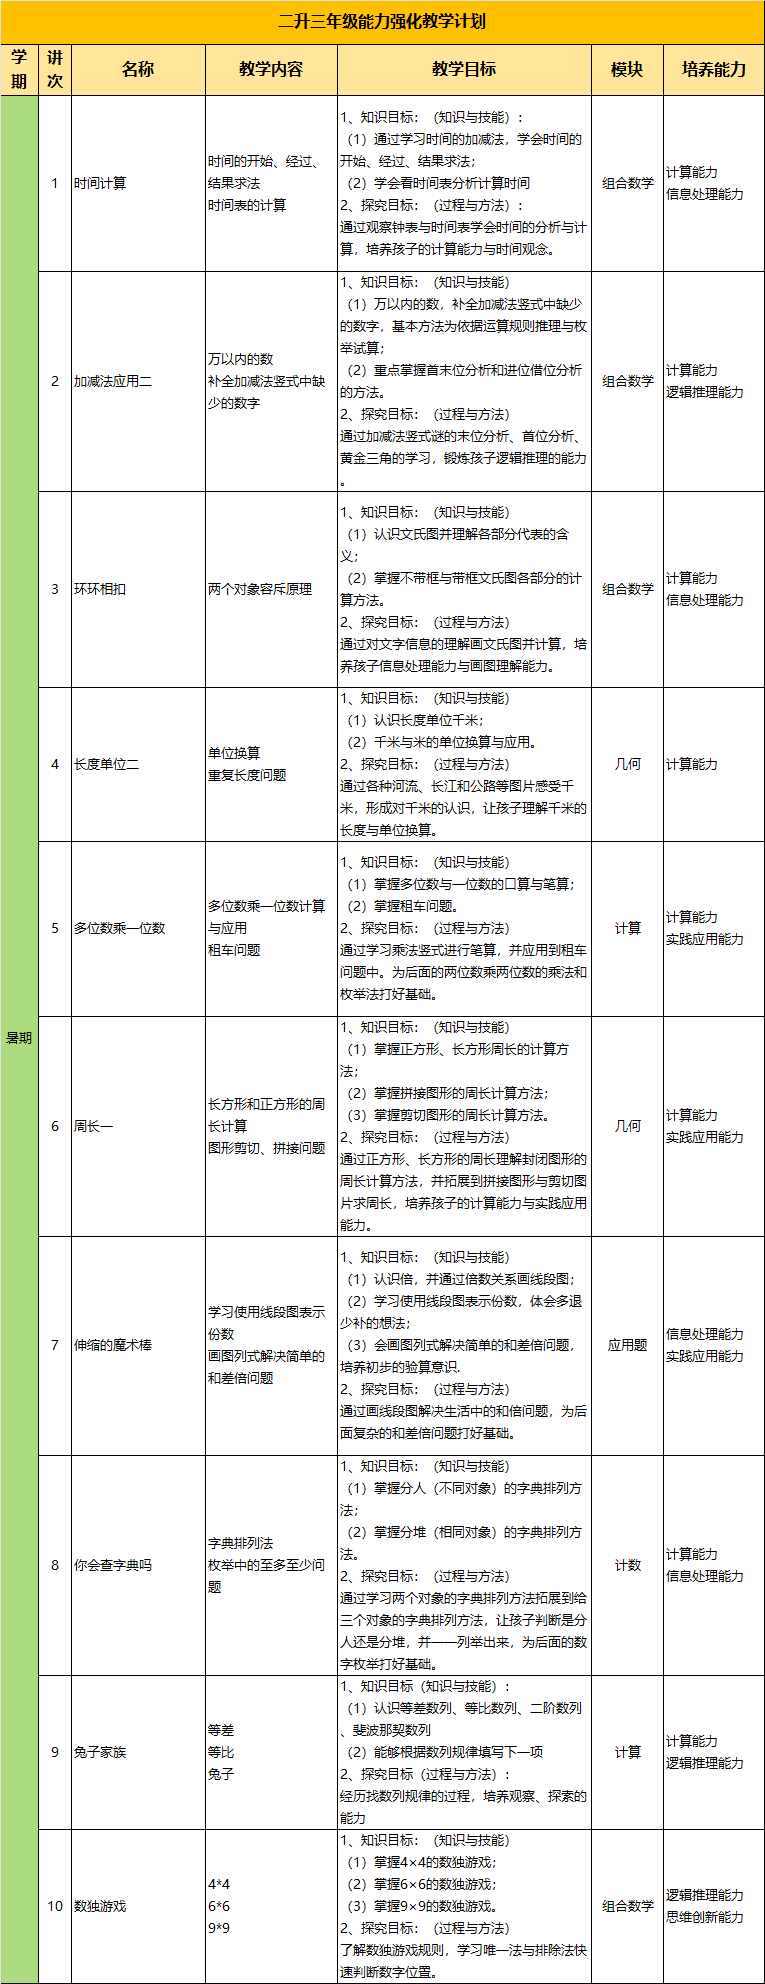 二升三年级能力强化教学计划
学期
讲次
名称
教学内容
教学目标
模块
培养能力
暑期
1
时间计算
时间的开始、经过、
结果求法
时间表的计算
1、知识目标：（知识与技能）:
（1）通过学习时间的加减法，学会时间的
开始、经过、结果求法；
（2）学会看时间表分析计算时间
2、探究目标：（过程与方法）:
通过观察钟表与时间表学会时间的分析与计
算，培养孩子的计算能力与时间观念。
组合数学
计算能力
信息处理能力
2
加减法应用二
万以内的数
补全加减法竖式中缺
少的数字
1、知识目标：（知识与技能）
（1）万以内的数，补全加减法竖式中缺少
的数字，基本方法为依据运算规则推理与枚
举试算；
（2）重点掌握首末位分析和进位借位分析
的方法。
2、探究目标：（过程与方法）
通过加减法竖式谜的末位分析、首位分析、
黄金三角的学习，锻炼孩子逻辑推理的能力
。
组合数学
计算能力
逻辑推理能力
3
环环相扣
两个对象容斥原理
1、知识目标：（知识与技能）
（1）认识文氏图并理解各部分代表的含
义；
（2）掌握不带框与带框文氏图各部分的计
算方法。
2、探究目标：（过程与方法）
通过对文字信息的理解画文氏图并计算，培
养孩子信息处理能力与画图理解能力。
组合数学
计算能力
信息处理能力
4
长度单位二
单位换算
重复长度问题
1、知识目标：（知识与技能）
（1）认识长度单位千米；
（2）千米与米的单位换算与应用。
2、探究目标：（过程与方法）
通过各种河流、长江和公路等图片感受千
米，形成对千米的认识，让孩子理解千米的
长度与单位换算。
几何
计算能力
5
多位数乘一位数
多位数乘一位数计算
与应用
租车问题
1、知识目标：（知识与技能）
（1）掌握多位数与一位数的口算与笔算；
（2）掌握租车问题。
2、探究目标：（过程与方法）
通过学习乘法竖式进行笔算，并应用到租车
问题中。为后面的两位数乘两位数的乘法和
枚举法打好基础。
计算
计算能力
实践应用能力
6
周长一
长方形和正方形的周
长计算
图形剪切、拼接问题
1、知识目标：（知识与技能）
（1）掌握正方形、长方形周长的计算方
法；
（2）掌握拼接图形的周长计算方法；
（3）掌握剪切图形的周长计算方法。
2、探究目标：（过程与方法）
通过正方形、长方形的周长理解封闭图形的
周长计算方法，并拓展到拼接图形与剪切图
片求周长，培养孩子的计算能力与实践应用
能力。
几何
计算能力
实践应用能力
7
伸缩的魔术棒
学习使用线段图表示
份数
画图列式解决简单的
和差倍问题
1、知识目标：（知识与技能）
（1）认识倍，并通过倍数关系画线段图；
（2）学习使用线段图表示份数，体会多退
少补的想法；
（3）会画图列式解决简单的和差倍问题，
培养初步的验算意识.
2、探究目标：（过程与方法）
通过画线段图解决生活中的和倍问题，为后
面复杂的和差倍问题打好基础。
应用题
信息处理能力
实践应用能力
8
你会查字典吗
字典排列法
枚举中的至多至少问
题
1、知识目标：（知识与技能）
（1）掌握分人（不同对象）的字典排列方
法；
（2）掌握分堆（相同对象）的字典排列方
法。
2、探究目标：（过程与方法）
通过学习两个对象的字典排列方法拓展到给
三个对象的字典排列方法，让孩子判断是分
人还是分堆，并一一列举出来，为后面的数
字枚举打好基础。
计数
计算能力
信息处理能力
9
兔子家族
等差
等比
兔子
1、知识目标（知识与技能）:
（1）认识等差数列、等比数列、二阶数列
、斐波那契数列
（2）能够根据数列规律填写下一项
2、探究目标（过程与方法）:
经历找数列规律的过程，培养观察、探索的
能力
计算
计算能力
逻辑推理能力
10
数独游戏
4*4
6*6
9*9
1、知识目标：（知识与技能）
（1）掌握4×4的数独游戏；
（2）掌握6×6的数独游戏；
（3）掌握9×9的数独游戏。
2、探究目标：（过程与方法）
了解数独游戏规则，学习唯一法与排除法快
速判断数字位置。
组合数学
逻辑推理能力
思维创新能力